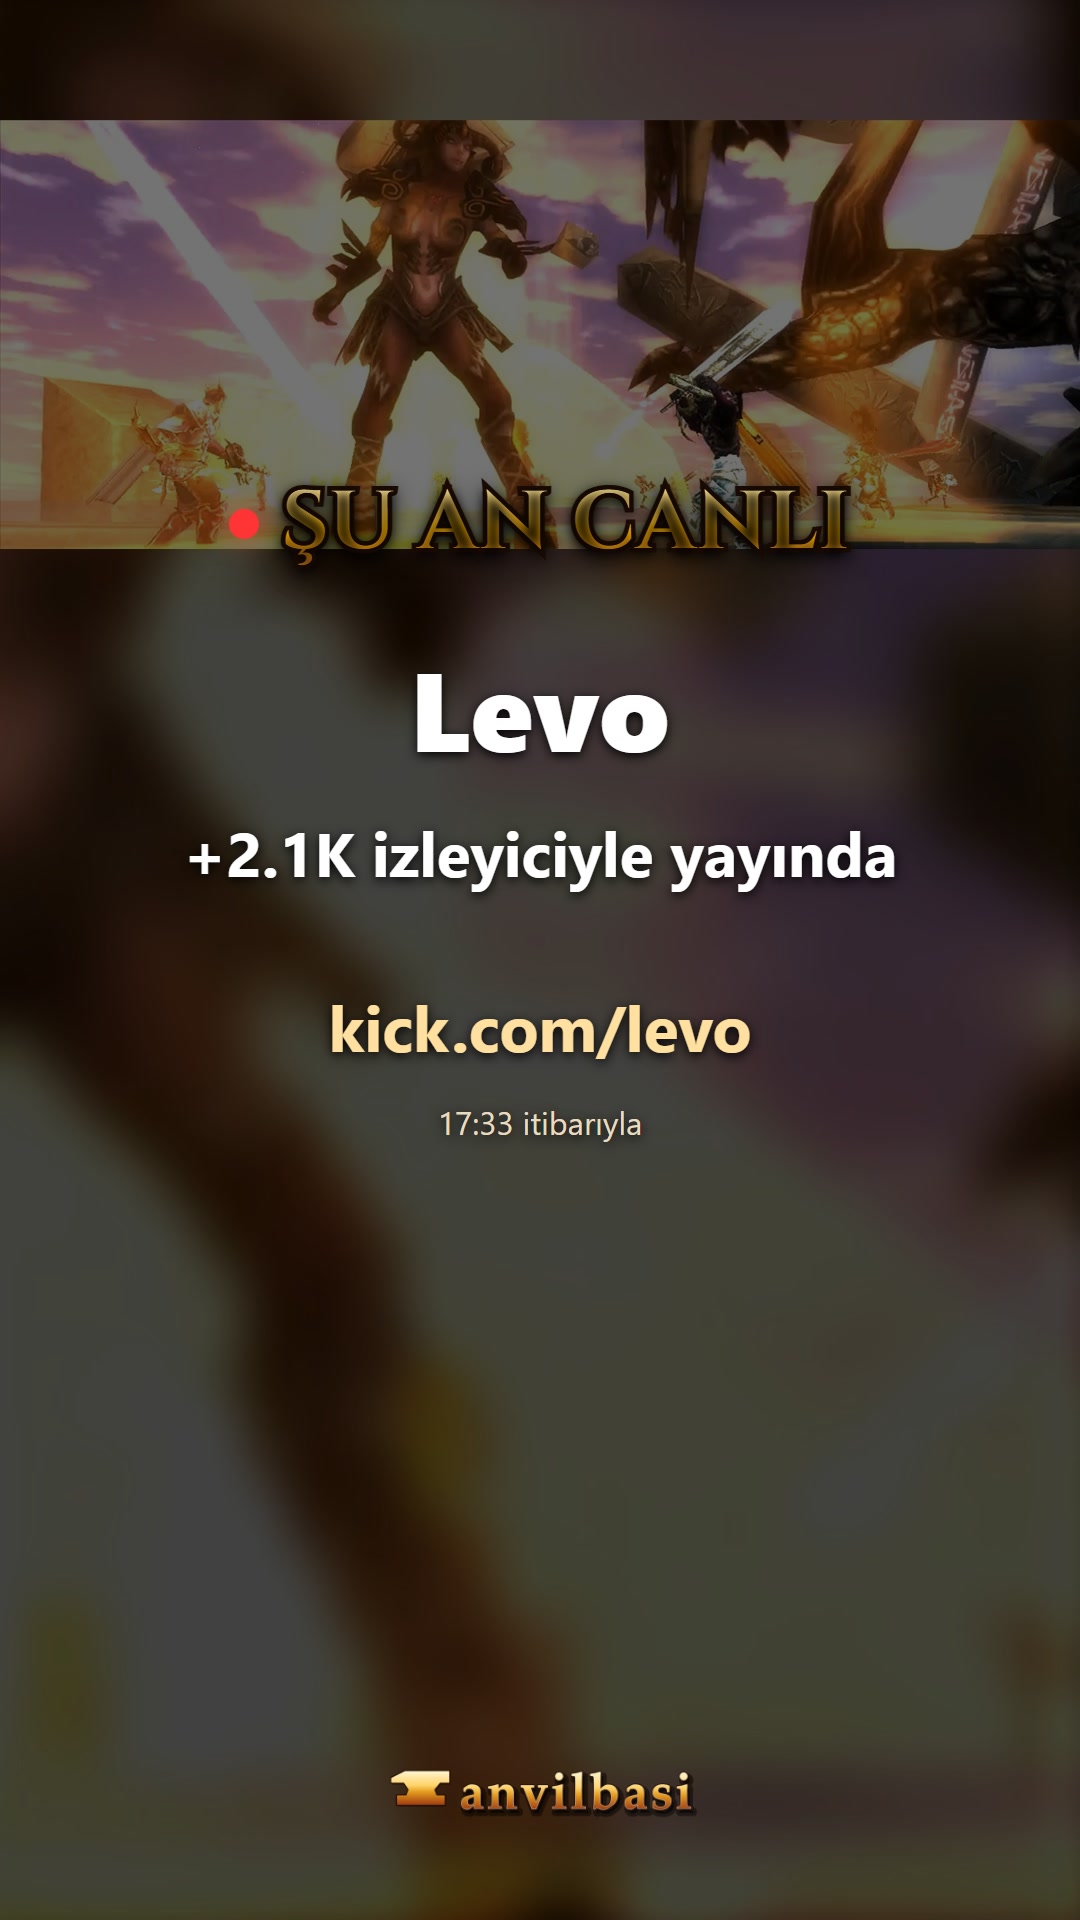 ŞU AN CANLI
Levo
+2.1K izleyiciyle yayında
kick.com/levo
17:33 itibarıyla
anvilbasi